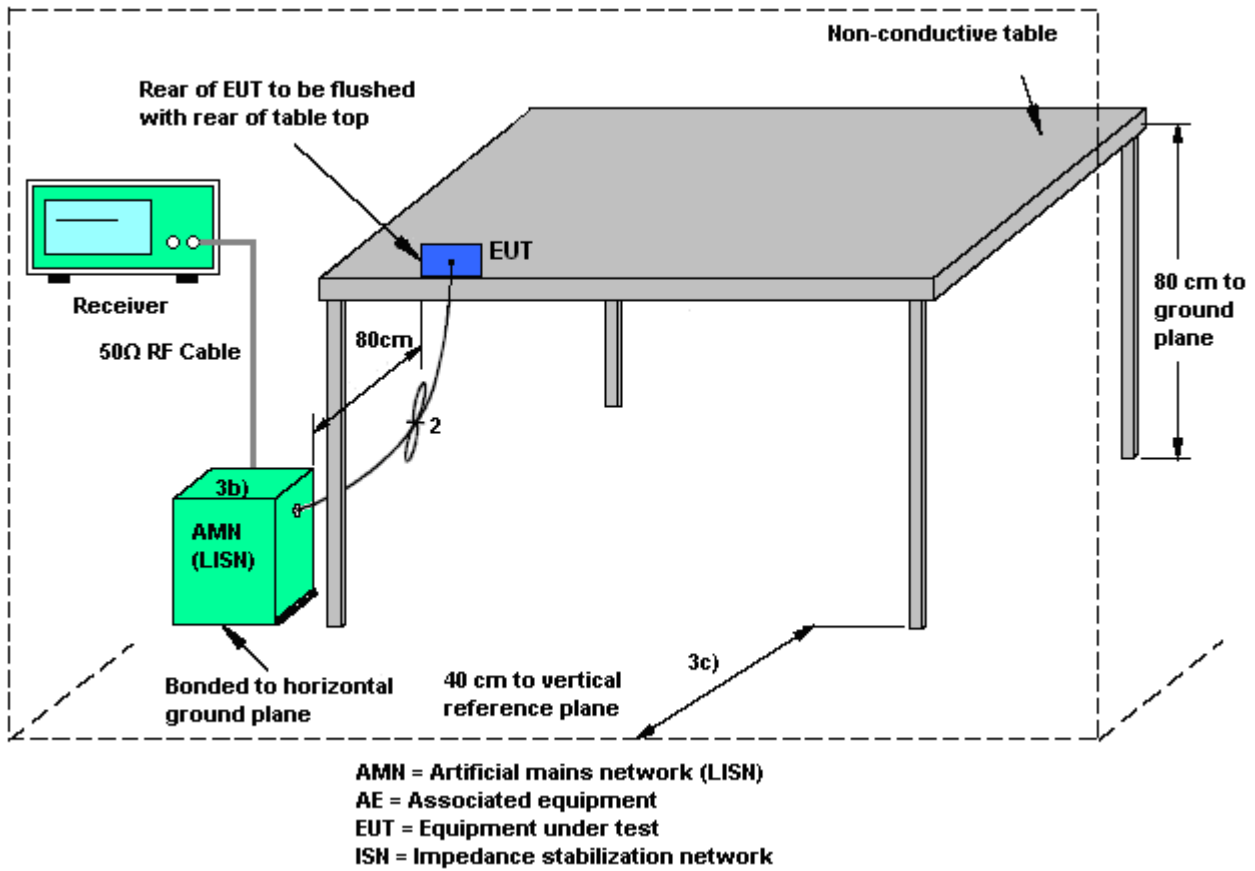 Non-conductive table
Rear of EUT to be flushed
with rear of table top
EUT
Receiver
80 cm to
ground
plane
80cm
50Ω RF Cable
2
3b)
AMN
(LISN)
3c)
Bonded to horizontal
ground plane
40 cm to vertical
reference plane
AMN = Artificial mains network (LISN)
AE = Associated equipment
EUT = Equipment under test
ISN = Impedance stabilization network